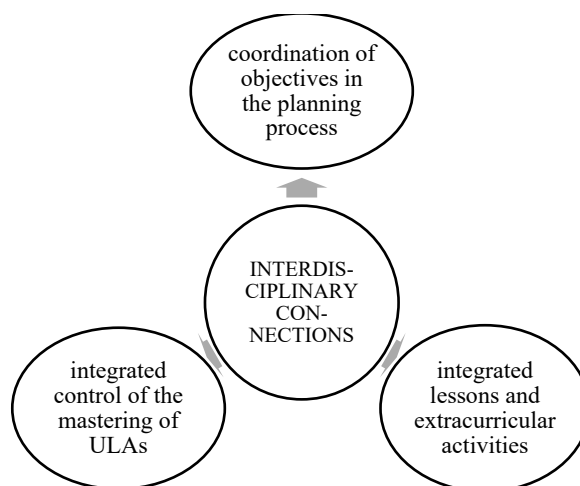 coordination of
objectives in
the planning
process
INTERDIS-
CIPLINARY
CON-
NECTIONS
integrated
control of the
mastering of
ULAs
integrated
lessons and
extracurricular
activities